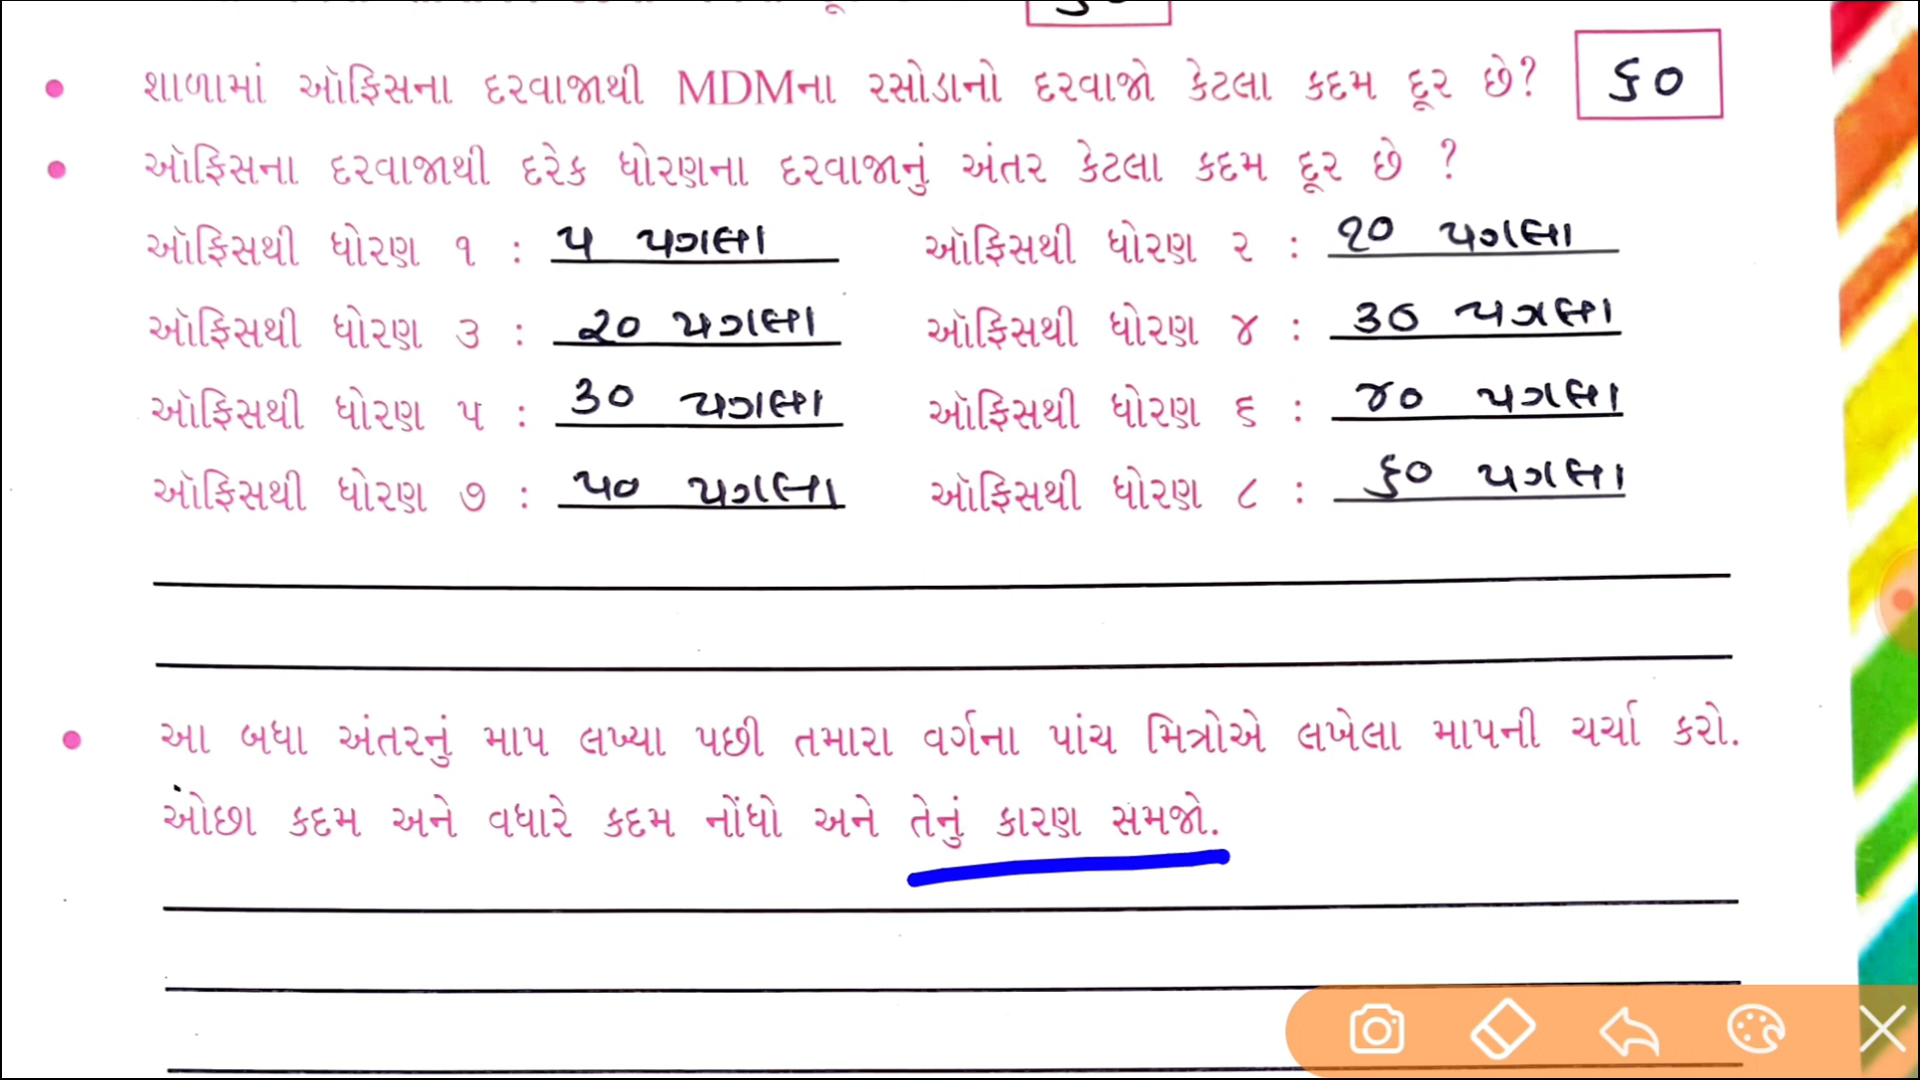 શાળામાં ઑફિસના દરવાજાથી MDMના રસોડાનો દરવાજો કેટલા કદમ દૂર છે? ૬૦
ઑફિસના દરવાજાથી દરેક ધોરણના દરવાજાનું અંતર કેટલા કદમ દૂર છે ?
ઑફિસથી ધોરણ ૧ : ૫ પગલા ઑફિસથી ધોરણ ૨ : ૧૦ પગલા
ઑફિસથી ધોરણ ૩ : ૨૦ પગલા ઑફિસથી ધોરણ ૪ : ૩૦ પગલા
ઑફિસથી ધોરણ ૫ : ૩૦ પગલા ઑફિસથી ધોરણ ૬ : ૪૦ પગલા
ઑફિસથી ધોરણ ૭ : ૫૦ પગલા ઑફિસથી ધોરણ ૮ : ૬૦ પગલા
આ બધા અંતરનું માપ લખ્યા પછી તમારા વર્ગના પાંચ મિત્રોએ લખેલા માપની ચર્ચા કરો.
ઓછા કદમ અને વધારે કદમ નોંધો અને તેનું કારણ સમજો.